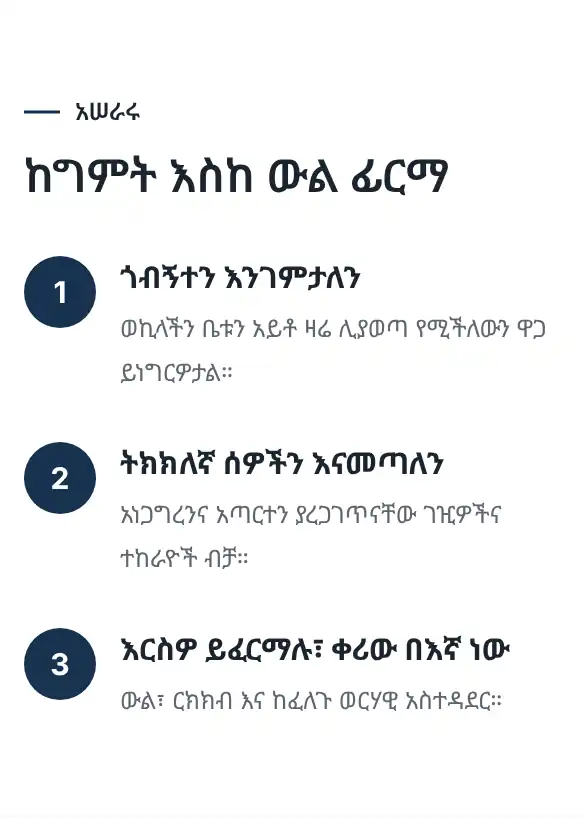 አሠራሩ
ከግምት እስከ ውል ፊርማ
1
ጎብኝተን እንገምታለን
ወኪላችን ቤቱን አይቶ ዛሬ ሊያወጣ የሚችለውን ዋጋ
ይነግርዎታል።
2
ትክክለኛ ሰዎችን እናመጣለን
አነጋግረንና አጣርተን ያረጋገጥናቸው ገዢዎችና
ተከራዮች ብቻ።
3
እርስዎ ይፈርማሉ፣ ቀሪው በእኛ ነው
ውል፣ ርክክብ እና ከፈለጉ ወርሃዊ አስተዳደር።